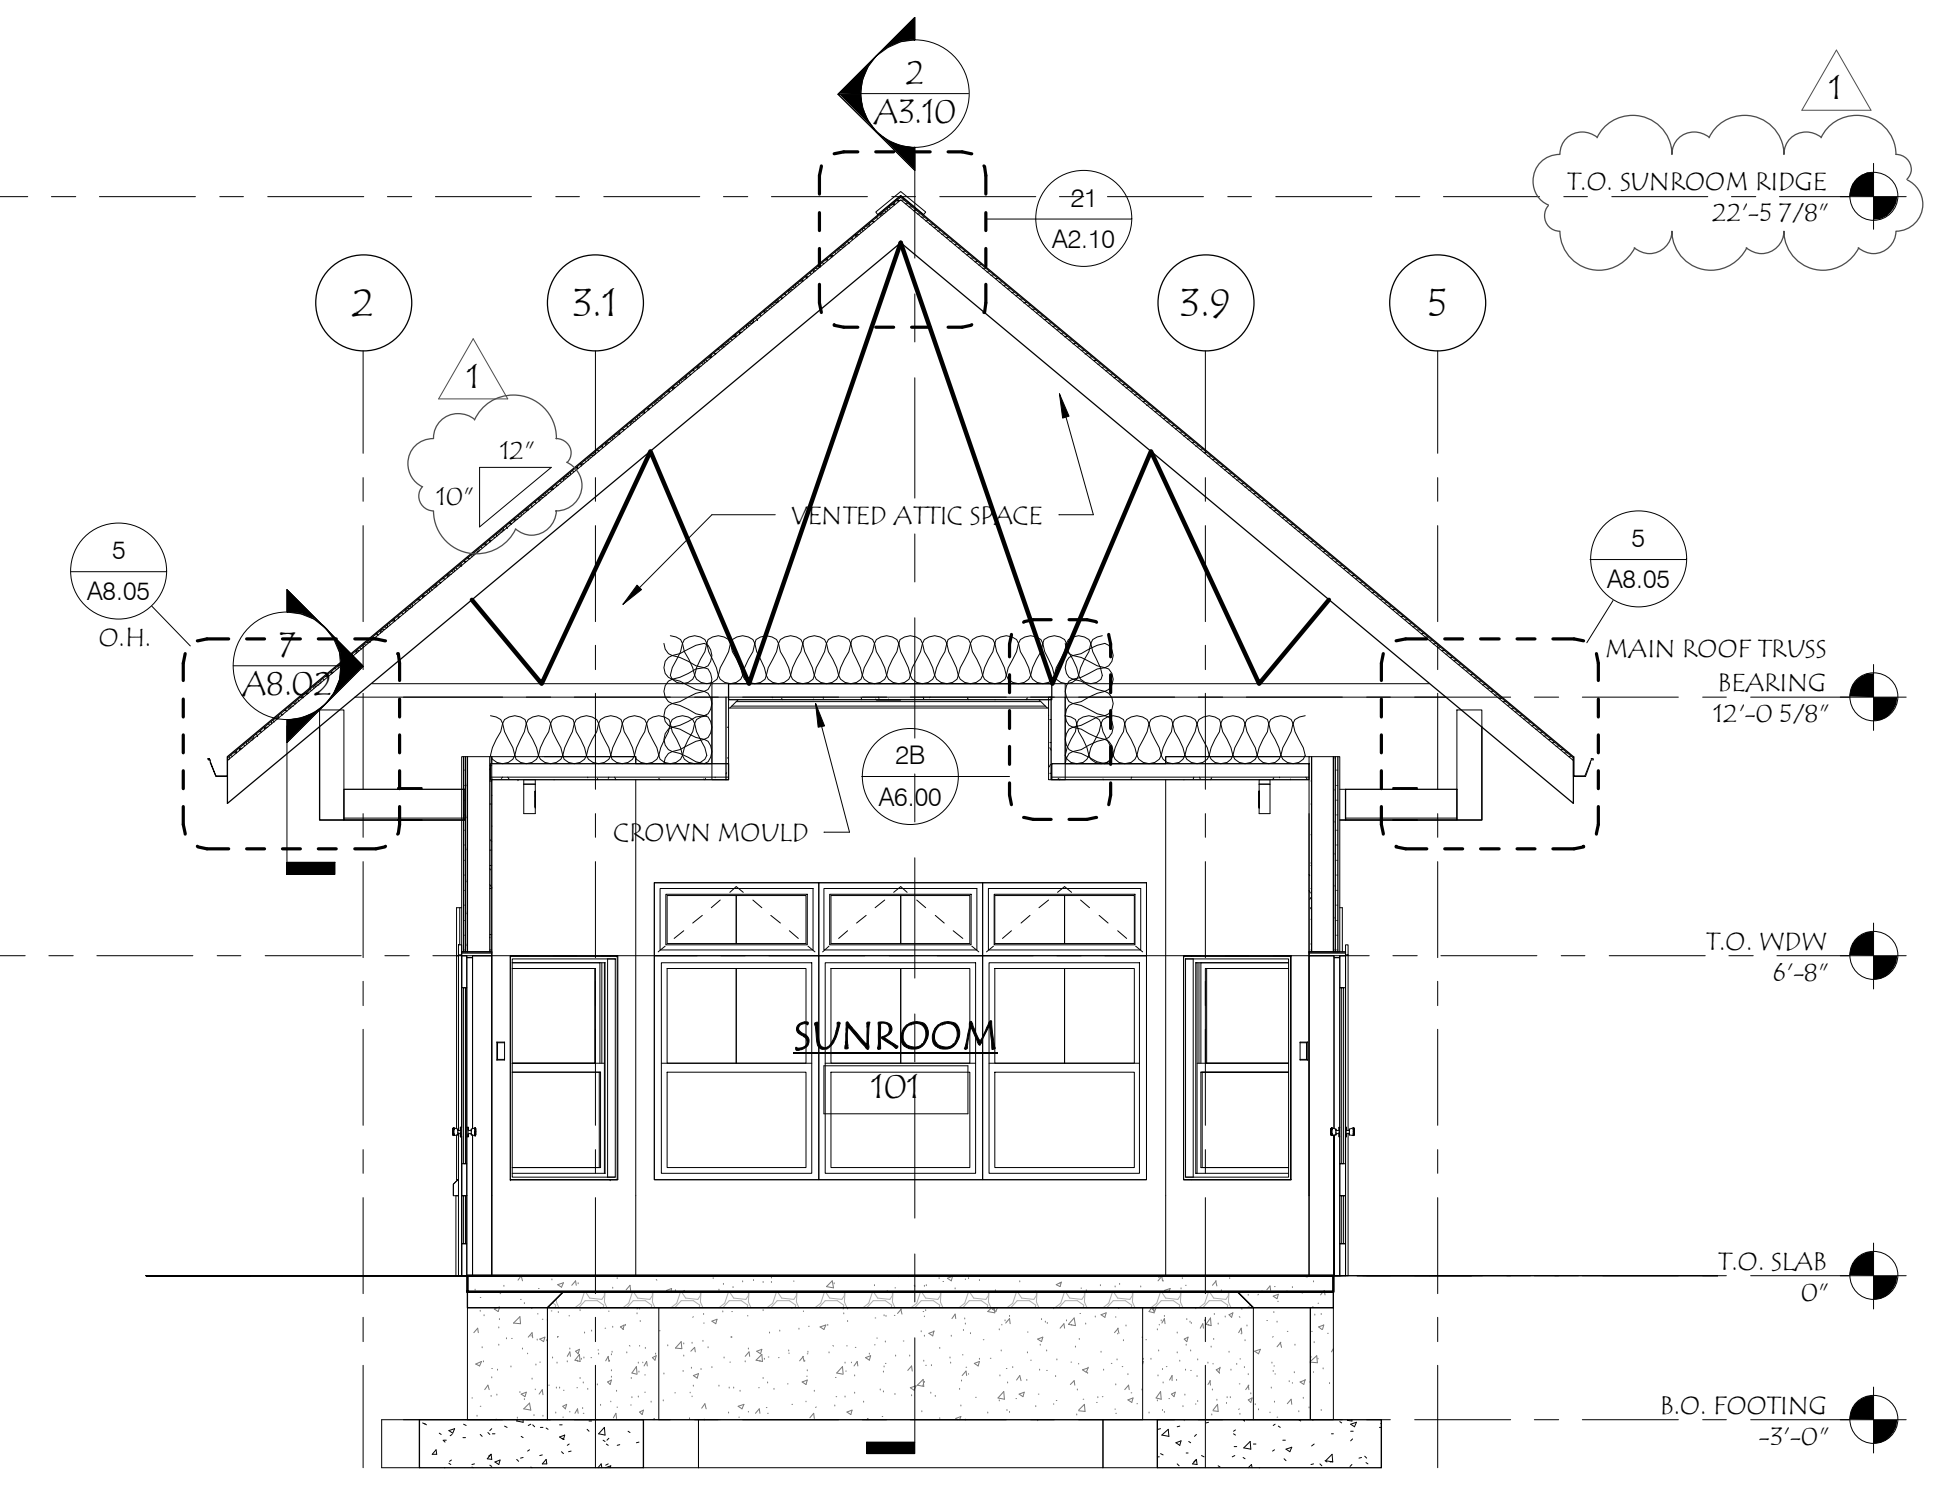 2
A3.10
1
T.O. SUNROOM RIDGE
22'-5 7/8"
21
A2.10
2
3.1
3.9
5
1
12"
10"
VENTED ATTIC SPACE
5
A8.05
O.H.
5
A8.05
7
A8.02
MAIN ROOF TRUSS
BEARING
12'-0 5/8"
2B
A6.00
CROWN MOULD
T.O. WDW
6'-8"
SUNROOM
101
T.O. SLAB
0"
B.O. FOOTING
-3'-0"